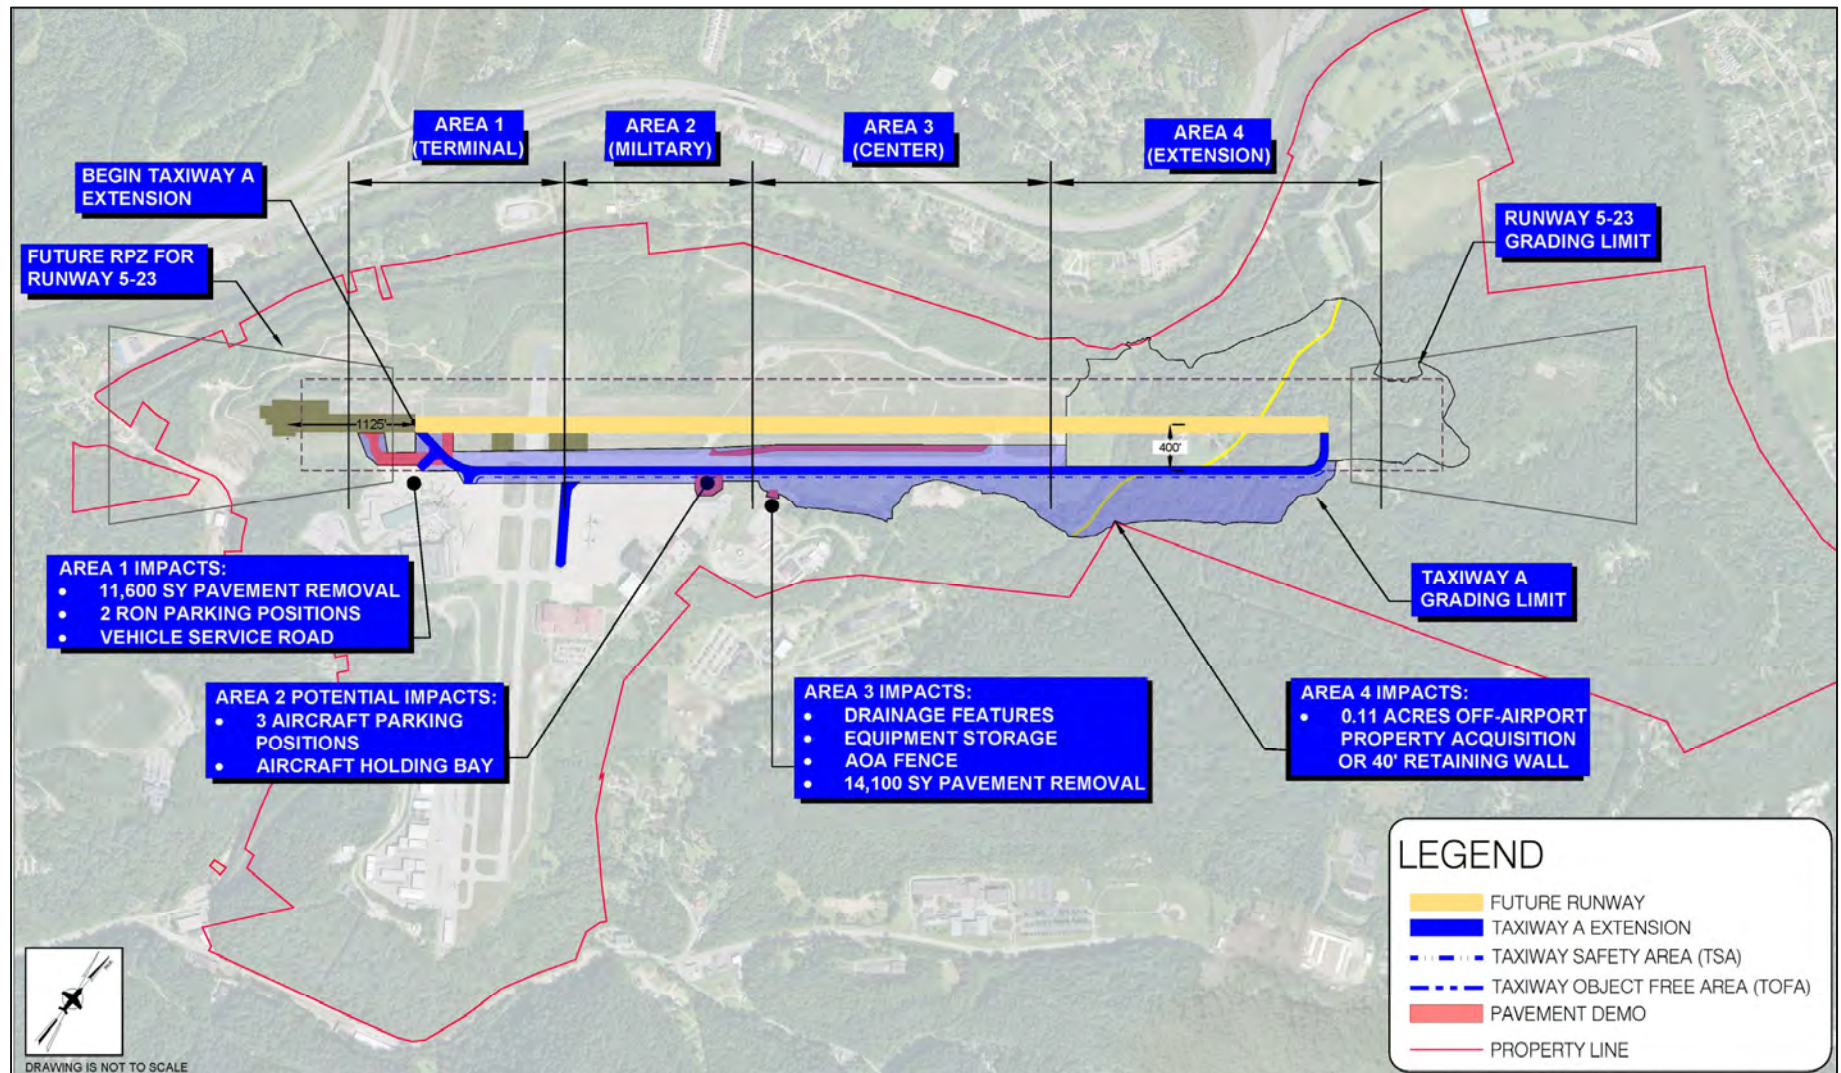 AREA 1
(TERMINAL)
AREA 2
(MILITARY)
AREA 3
(CENTER)
AREA 4
(EXTENSION)
BEGIN TAXIWAY A
EXTENSION
FUTURE RPZ FOR
RUNWAY 5-23
RUNWAY 5-23
GRADING LIMIT
1125'
400'
AREA 1 IMPACTS:
• 11,600 SY PAVEMENT REMOVAL
• 2 RON PARKING POSITIONS
• VEHICLE SERVICE ROAD
TAXIWAY A
GRADING LIMIT
AREA 2 POTENTIAL IMPACTS:
• 3 AIRCRAFT PARKING
POSITIONS
• AIRCRAFT HOLDING BAY
AREA 3 IMPACTS:
• DRAINAGE FEATURES
• EQUIPMENT STORAGE
• AOA FENCE
• 14,100 SY PAVEMENT REMOVAL
AREA 4 IMPACTS:
• 0.11 ACRES OFF-AIRPORT
PROPERTY ACQUISITION
OR 40' RETAINING WALL
LEGEND
FUTURE RUNWAY
TAXIWAY A EXTENSION
TAXIWAY SAFETY AREA (TSA)
TAXIWAY OBJECT FREE AREA (TOFA)
PAVEMENT DEMO
PROPERTY LINE
DRAWING IS NOT TO SCALE